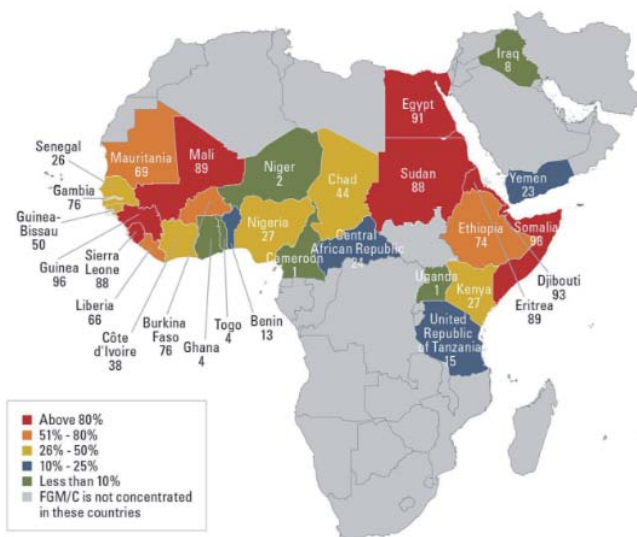 Iraq
8
Egypt
91
Senegal
26
Mauritania
69
Mali
89
Niger
2
Chad
44
Sudan
88
Yemen
23
Gambia
76
Guinea-
Bissau
50
Nigeria
27
Ethiopia
74
Somalia
98
Guinea
96
Sierra
Leone
88
Central
African Republic
24
Cameroon
1
Uganda
1
Kenya
27
Djibouti
93
Eritrea
89
Liberia
66
Côte
d'Ivoire
38
Burkina
Faso
76
Ghana
4
Togo
4
Benin
13
United
Republic
of Tanzania
15
Above 80%
51% - 80%
26% - 50%
10% - 25%
Less than 10%
FGM/C is not concentrated
in these countries